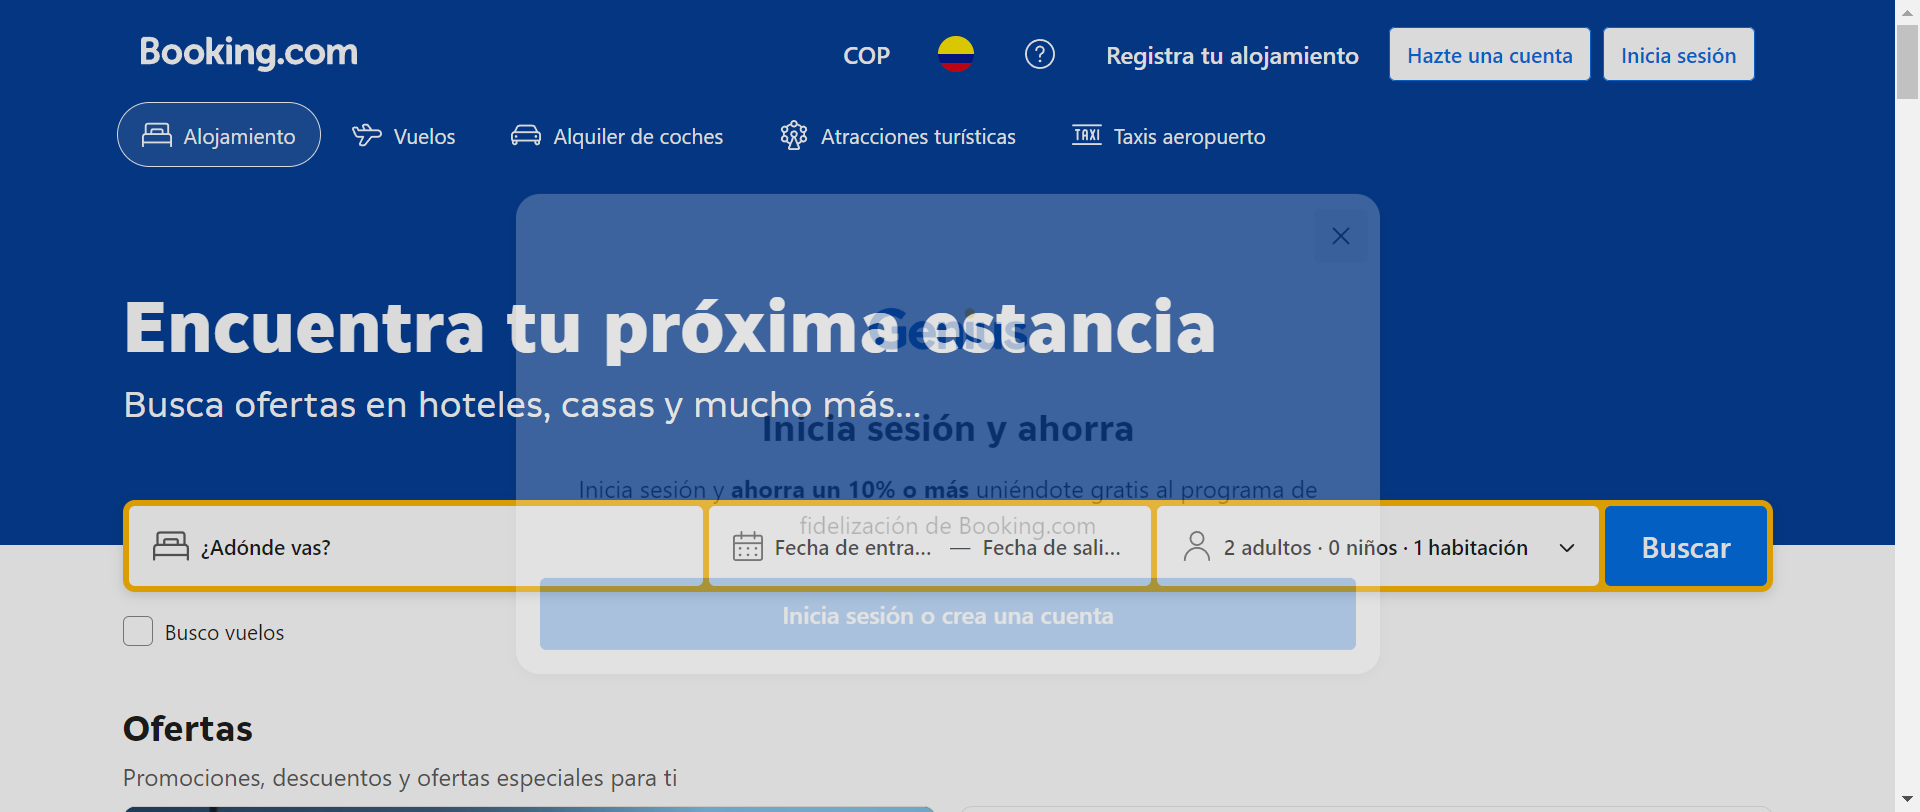 Booking.com
COP
Registra tu alojamiento
Hazte una cuenta
Inicia sesión
Alojamiento
Vuelos
Alquiler de coches
Atracciones turísticas
TAXI
Taxis aeropuerto
Encuentra tu próxima estancia
Genius
Busca ofertas en hoteles, casas y mucho más...
Inicia sesión y ahorra
Inicia sesión y ahorra un 10% o más uniéndote gratis al programa de
fidelización de Booking.com
¿Adónde vas?
Fecha de entra... — Fecha de sali...
2 adultos · 0 niños · 1 habitación
Buscar
Inicia sesión o crea una cuenta
Busco vuelos
Ofertas
Promociones, descuentos y ofertas especiales para ti